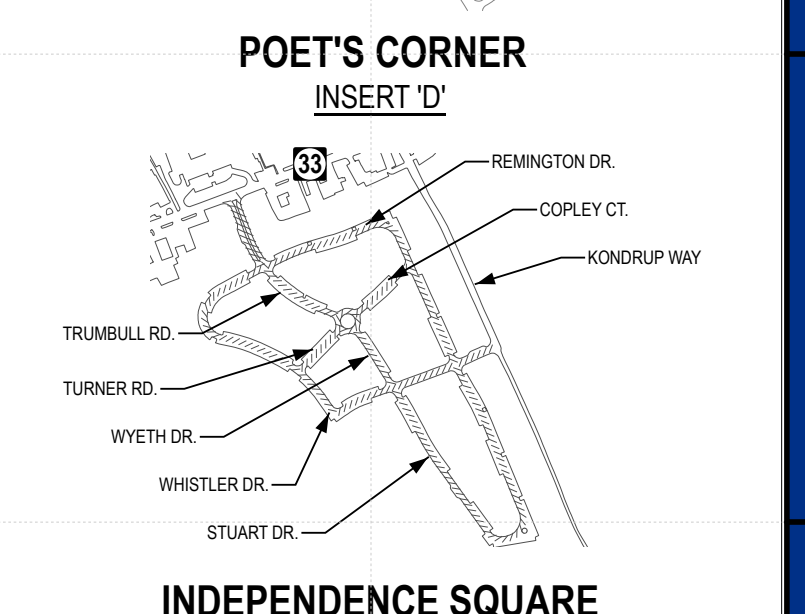 POET'S CORNER
INSERT 'D'
33
REMINGTON DR.
COPLEY CT.
KONDRUP WAY
TRUMBULL RD.
TURNER RD.
WYETH DR.
WHISTLER DR.
STUART DR.
INDEPENDENCE SQUARE